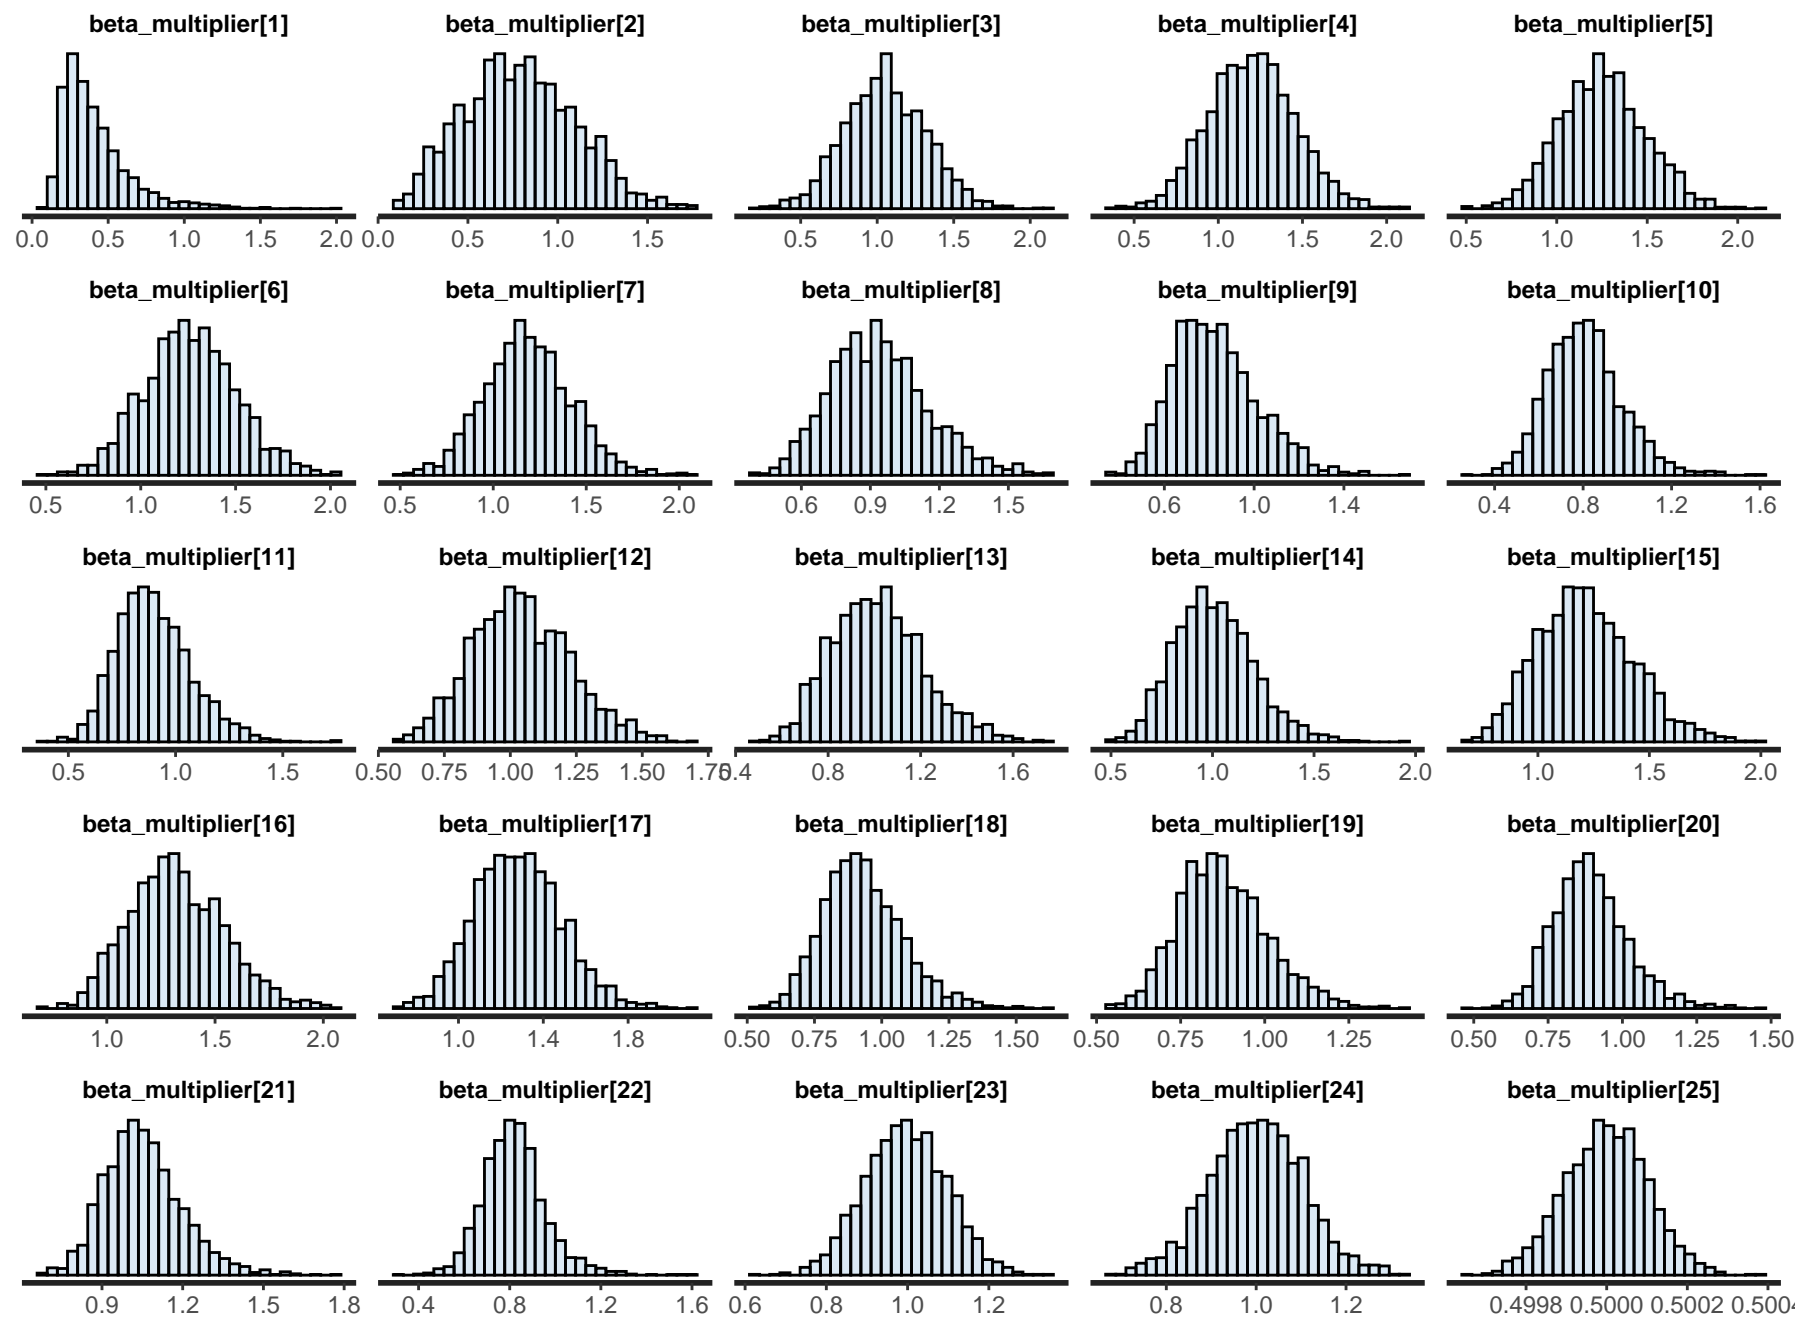 beta_multiplier[1] beta_multiplier[2] beta_multiplier[3] beta_multiplier[4] beta_multiplier[5]
0.0 0.5 1.0 1.5 2.0 0.0 0.5 1.0 1.5 0.5 1.0 1.5 2.0 0.5 1.0 1.5 2.0 0.5 1.0 1.5 2.0
beta_multiplier[6] beta_multiplier[7] beta_multiplier[8] beta_multiplier[9] beta_multiplier[10]
0.5 1.0 1.5 2.0 0.5 1.0 1.5 2.0 0.6 0.9 1.2 1.5 0.6 1.0 1.4 0.4 0.8 1.2 1.6
beta_multiplier[11] beta_multiplier[12] beta_multiplier[13] beta_multiplier[14] beta_multiplier[15]
0.5 1.0 1.5 0.50 0.75 1.00 1.25 1.50 1.75 0.4 0.8 1.2 1.6 0.5 1.0 1.5 2.0 1.0 1.5 2.0
beta_multiplier[16] beta_multiplier[17] beta_multiplier[18] beta_multiplier[19] beta_multiplier[20]
1.0 1.5 2.0 1.0 1.4 1.8 0.50 0.75 1.00 1.25 1.50 0.50 0.75 1.00 1.25 0.50 0.75 1.00 1.25 1.50
beta_multiplier[21] beta_multiplier[22] beta_multiplier[23] beta_multiplier[24] beta_multiplier[25]
0.9 1.2 1.5 1.8 0.4 0.8 1.2 1.6 0.6 0.8 1.0 1.2 0.8 1.0 1.2 0.4998 0.5000 0.5002 0.5004